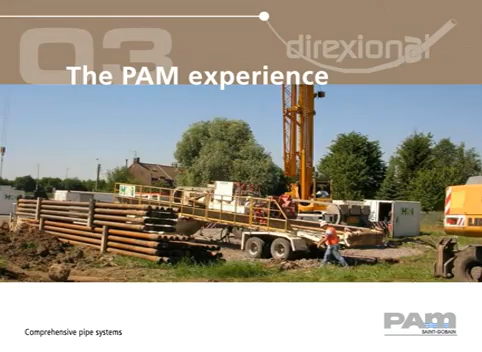 03
direxional
The PAM experience
Comprehensive pipe systems
PAM
SAINT-GOBAIN